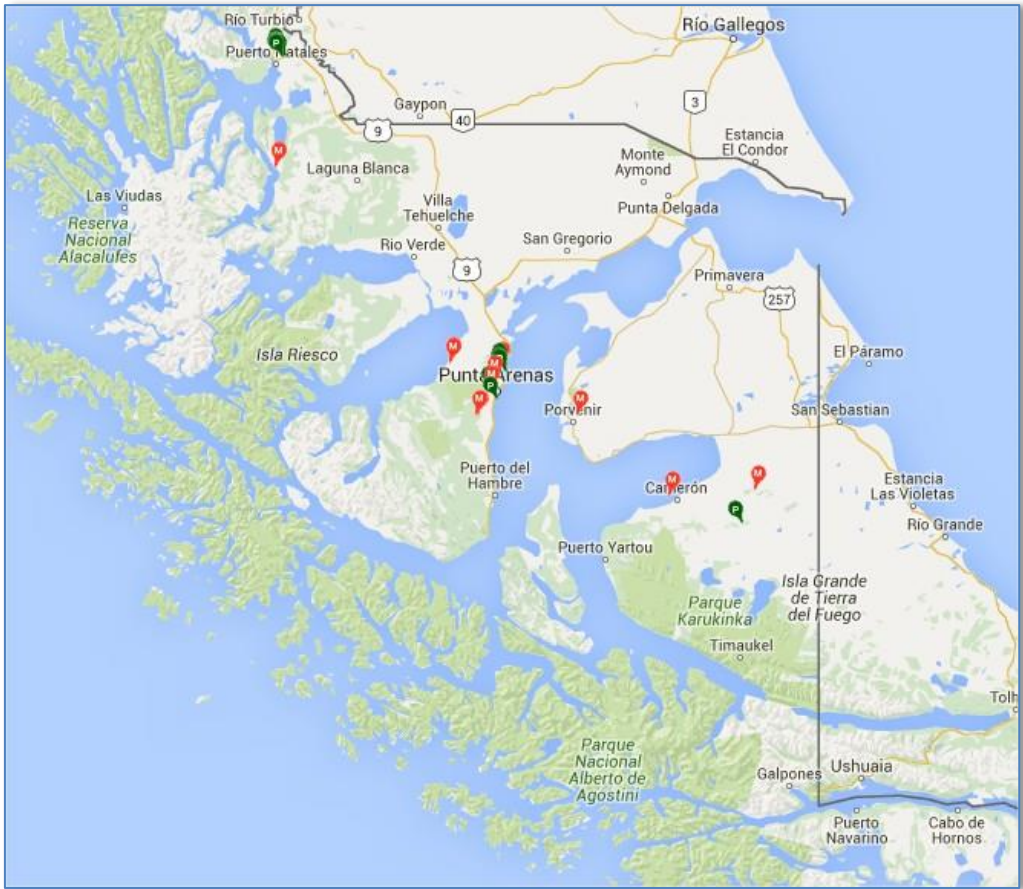 Río Turbio
Río Gallegos
P
Puerto Natales
3
Gaypon
40
9
Estancia
El Condor
M
Monte
Aymond
Laguna Blanca
Las Viudas
Villa
Tehuelche
Punta Delgada
Reserva
Nacional
Alacalufes
Rio Verde
San Gregorio
9
Primavera
257
M
Isla Riesco
El Páramo
M
Punta Arenas
M
P
M
M
Porvenir
San Sebastian
Puerto del
Hambre
M
M
Camerón
Estancia
Las Violetas
P
Río Grande
Puerto Yartou
Isla Grande
de Tierra
del Fuego
Parque
Karukinka
Timaukel
Tolh
Parque
Nacional
Alberto de
Agostini
Galpones
Ushuaia
Puerto
Navarino
Cabo de
Hornos